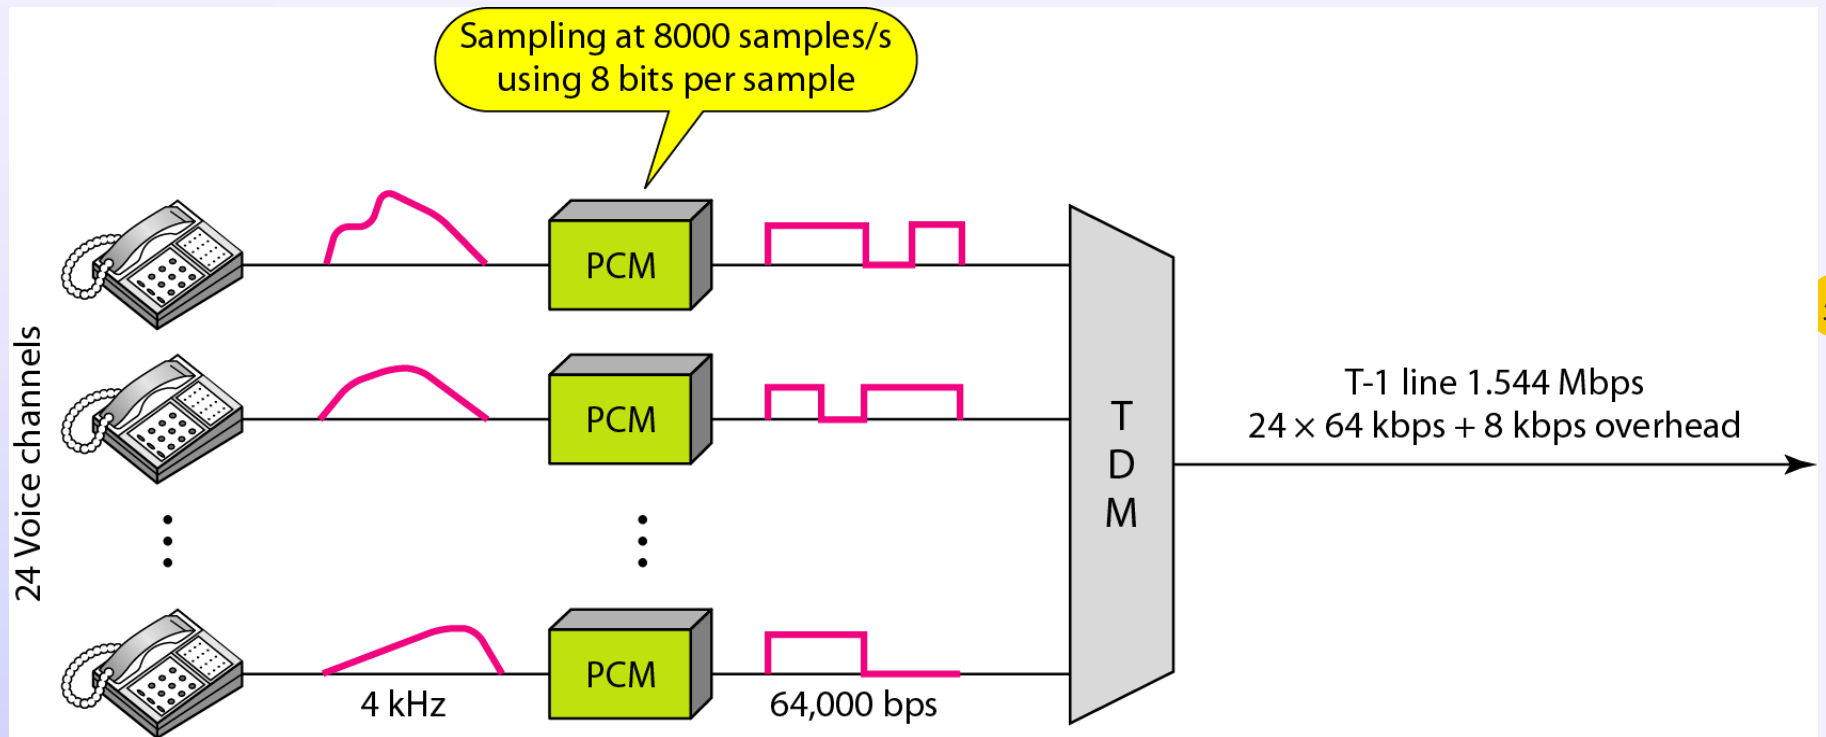 Sampling at 8000 samples/s
using 8 bits per sample
24 Voice channels
PCM
PCM
PCM
4 kHz
64,000 bps
T
D
M
T-1 line 1.544 Mbps
24 × 64 kbps + 8 kbps overhead